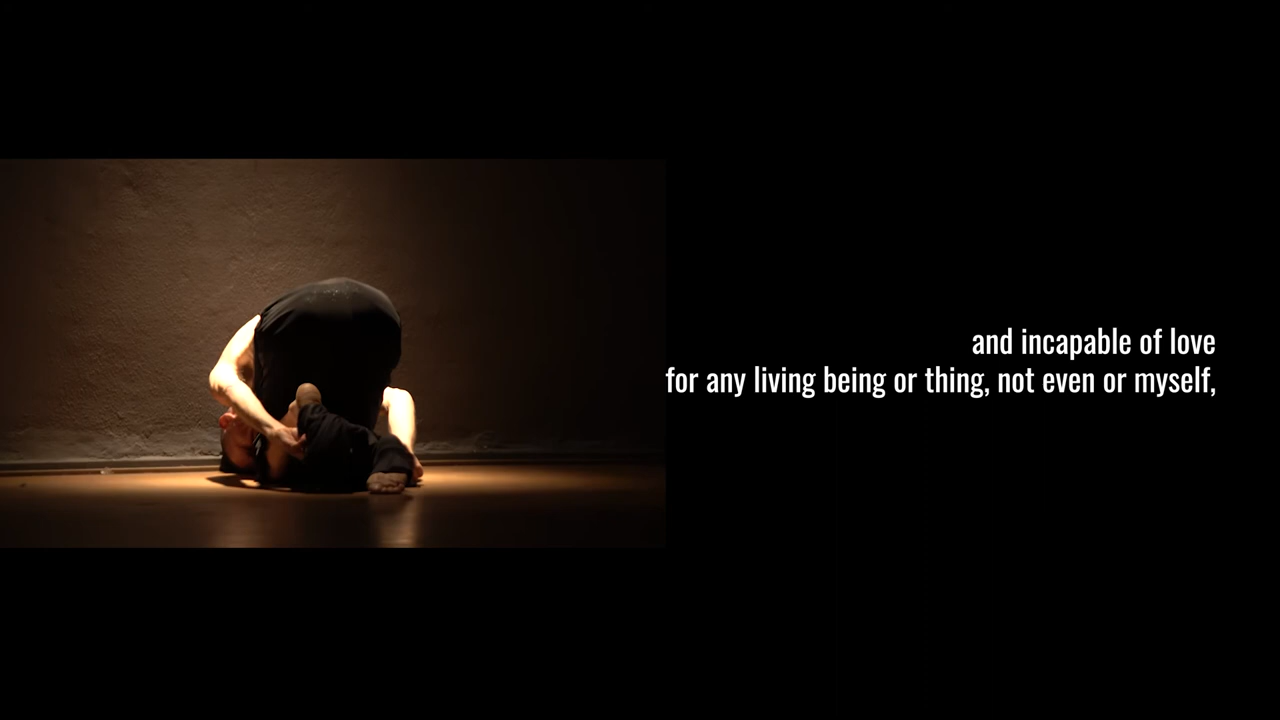 and incapable of love
for any living being or thing, not even or myself,